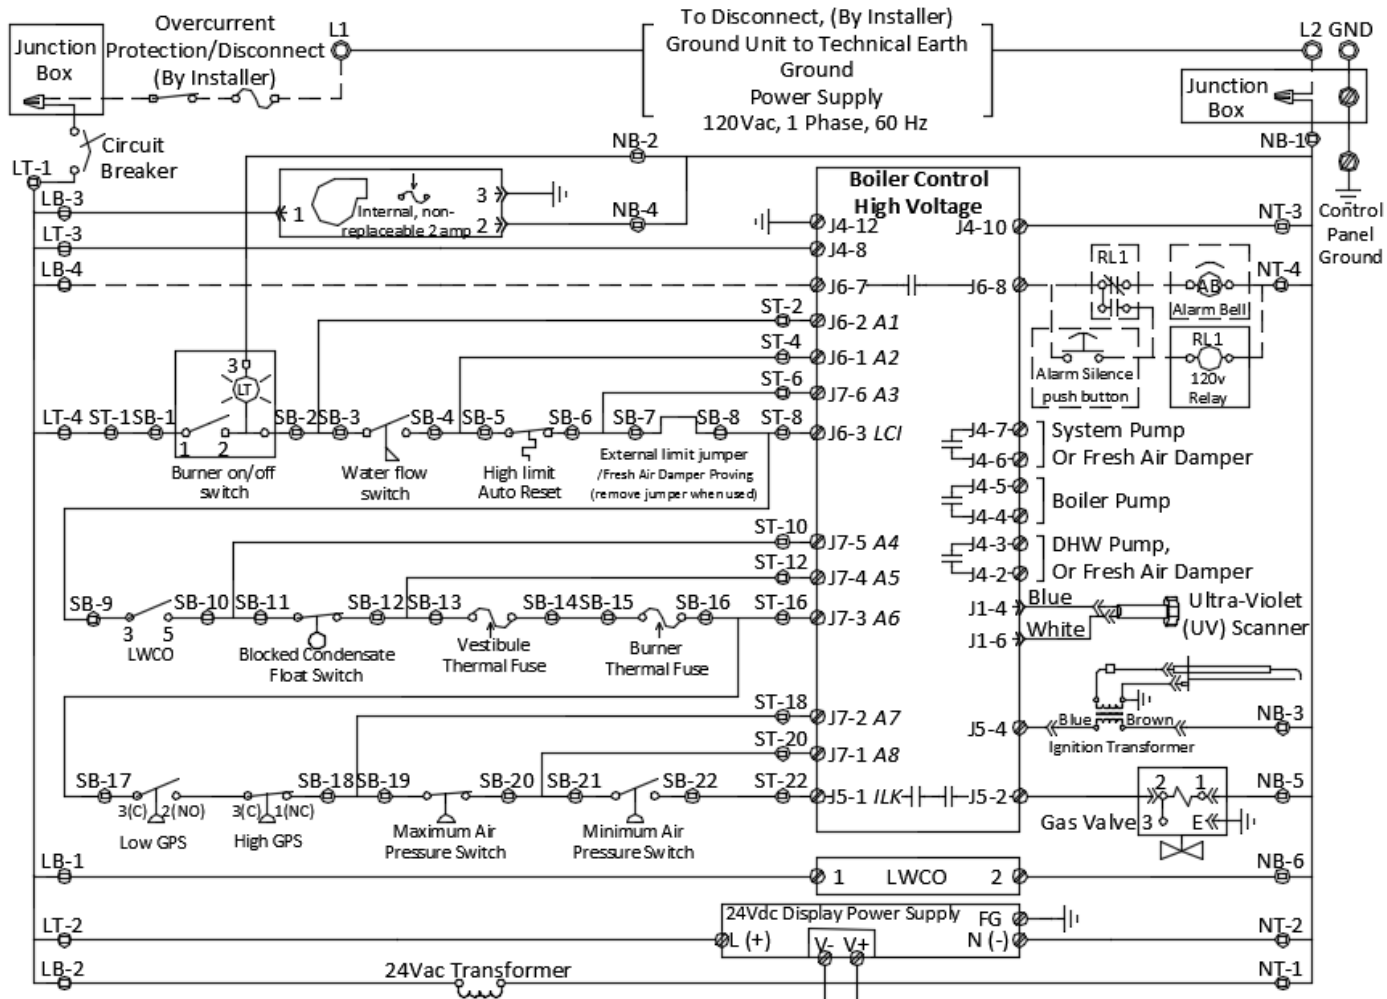 Overcurrent
Protection/Disconnect
(By Installer)
L1
Junction
Box
To Disconnect, (By Installer)
Ground Unit to Technical Earth
Ground
Power Supply
120Vac, 1 Phase, 60 Hz
L2 GND
Junction
Box
Circuit
Breaker
LT-1
NB-2
NB-1
LB-3
1
Internal, non-
replaceable 2 amp
3
2
NB-4
Boiler Control
High Voltage
J4-12
J4-10
NT-3
Control
Panel
Ground
LT-3
J4-8
LB-4
J6-7
J6-8
RL1
AB
Alarm Bell
NT-4
ST-2
J6-2 A1
ST-4
J6-1 A2
Alarm Silence
push button
RL1
120v
Relay
ST-6
J7-6 A3
3
LT
LT-4
ST-1
SB-1
1
2
Burner on/off
switch
SB-2
SB-3
Water flow
switch
SB-4
SB-5
High limit
Auto Reset
SB-6
SB-7
SB-8
External limit jumper
/Fresh Air Damper Proving
(remove jumper when used)
ST-8
J6-3 LCI
J4-7
J4-6
System Pump
Or Fresh Air Damper
J4-5
J4-4
Boiler Pump
J4-3
J4-2
DHW Pump,
Or Fresh Air Damper
ST-10
J7-5 A4
ST-12
J7-4 A5
SB-9
3
5
LWCO
SB-10
SB-11
Blocked Condensate
Float Switch
SB-12
SB-13
Vestibule
Thermal Fuse
SB-14
SB-15
Burner
Thermal Fuse
SB-16
ST-16
J7-3 A6
J1-4
Blue
J1-6
White
Ultra-Violet
(UV) Scanner
ST-18
J7-2 A7
J5-4
Blue
Brown
Ignition Transformer
NB-3
ST-20
J7-1 A8
SB-17
3(C)
2(NO)
Low GPS
3(C)
1(NC)
High GPS
SB-18
SB-19
Maximum Air
Pressure Switch
SB-20
SB-21
Minimum Air
Pressure Switch
SB-22
ST-22
J5-1 ILK
J5-2
2
1
Gas Valve
3
E
NB-5
LB-1
1
LWCO
2
NB-6
LT-2
24Vdc Display Power Supply
FG
L (+)
V-
V+
N (-)
NT-2
LB-2
24Vac Transformer
NT-1